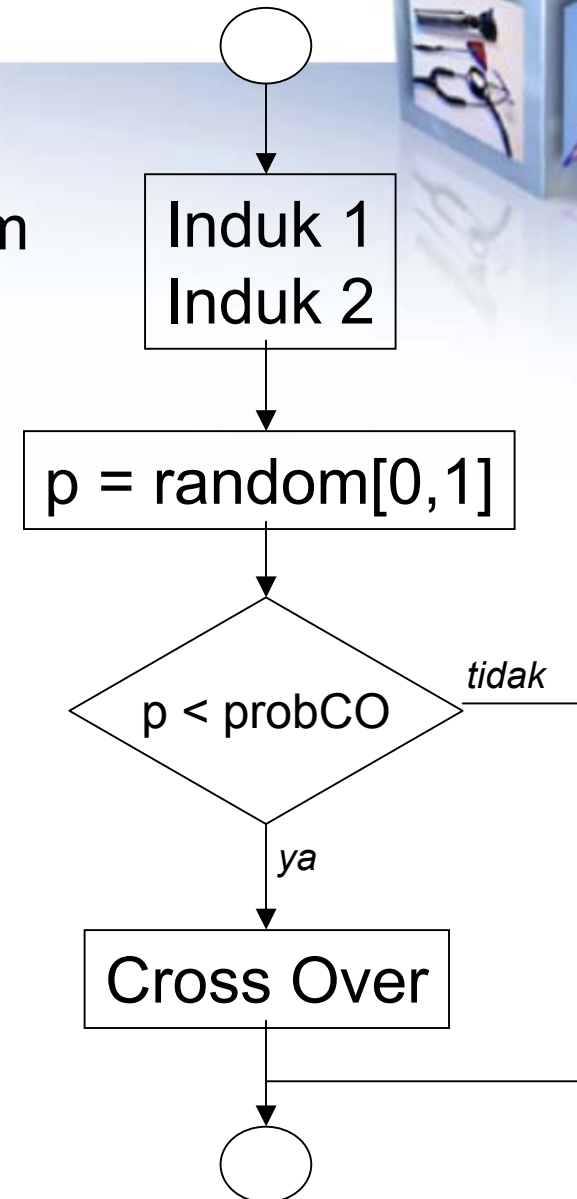 m
Induk 1
Induk 2
p = random[0,1]
p < probCO
tidak
ya
Cross Over